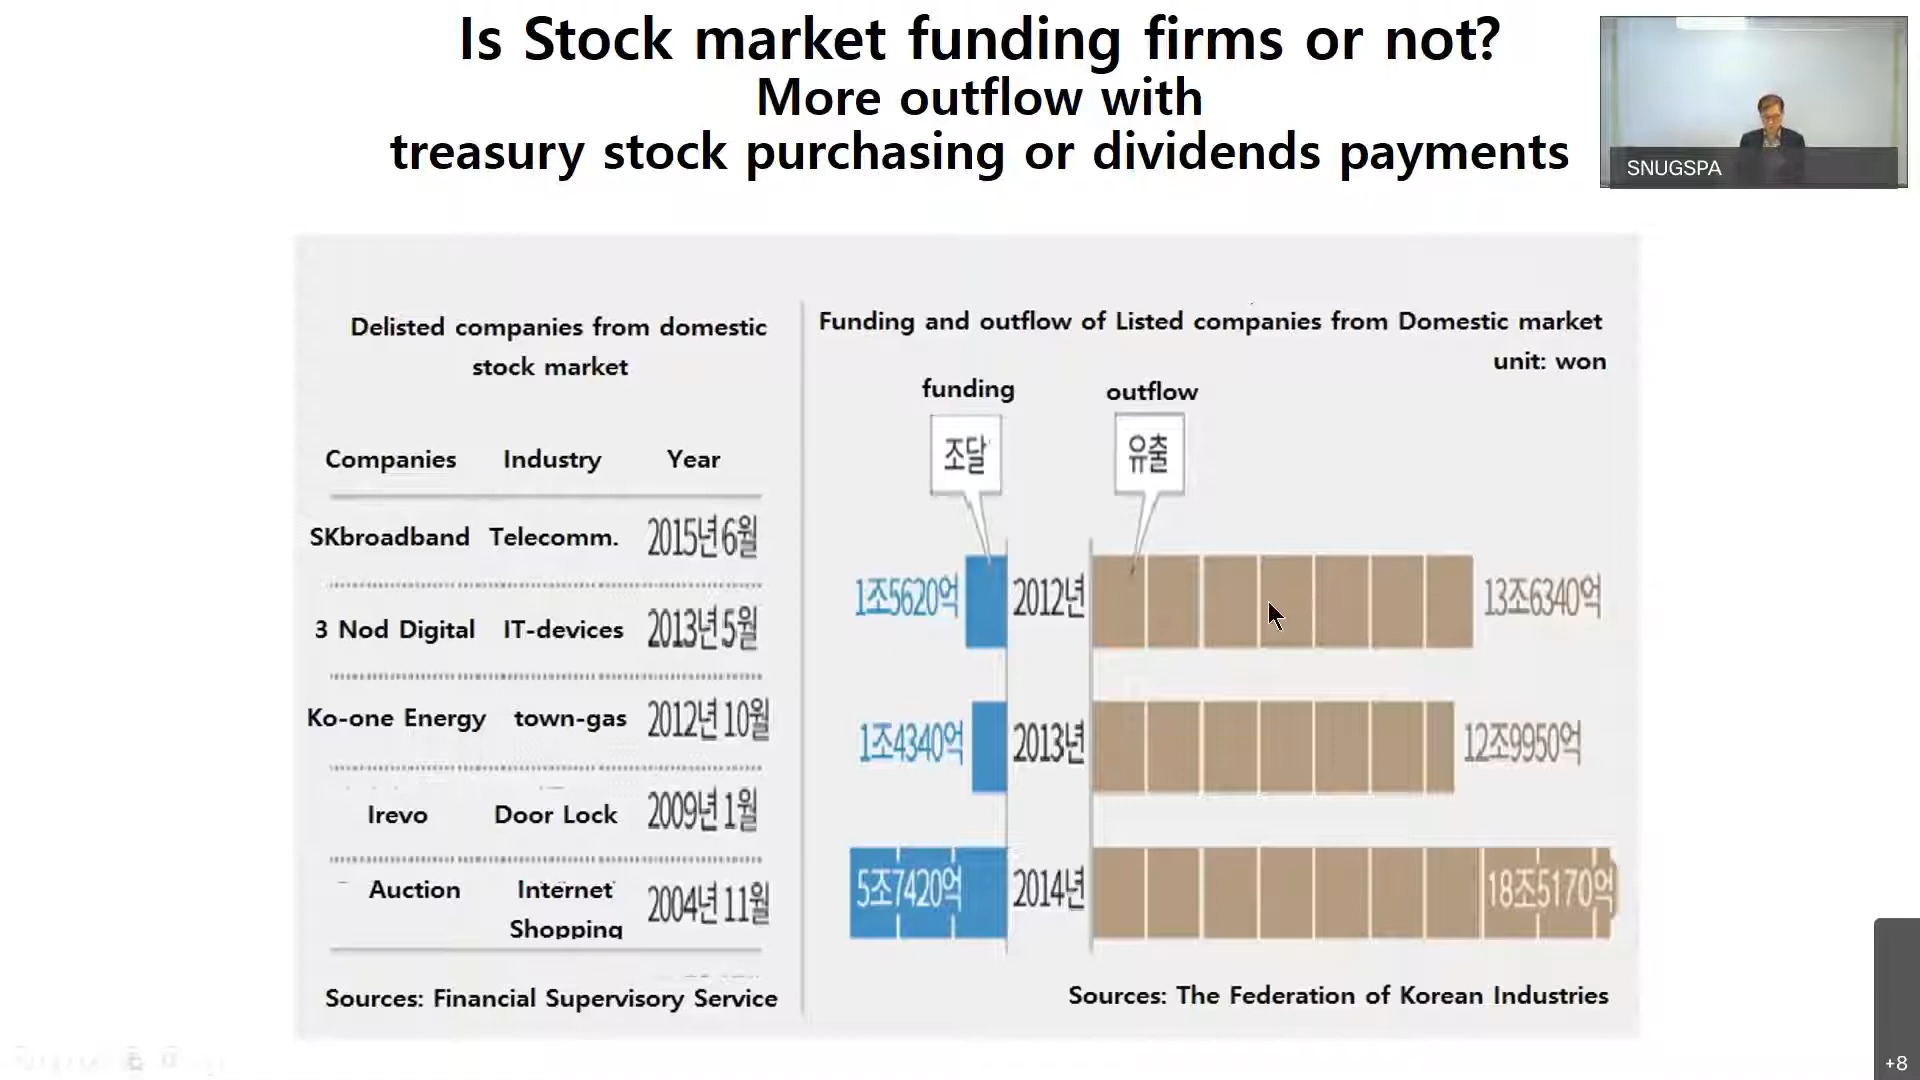 Is Stock market funding firms or not?
More outflow with
treasury stock purchasing or dividends payments
SNUGSPA
Delisted companies from domestic
stock market
Companies Industry Year
SKbroadband Telecomm. 2015년 6월
3 Nod Digital IT-devices 2013년 5월
Ko-one Energy town-gas 2012년 10월
Irevo Door Lock 2009년 1월
Auction Internet 2004년 11월
Shopping
Sources: Financial Supervisory Service
Funding and outflow of Listed companies from Domestic market
unit: won
funding outflow
조달 유출
1조5620억 2012년 13조6340억
1조4340억 2013년 12조9950억
5조7420억 2014년 18조5170억
Sources: The Federation of Korean Industries
+8